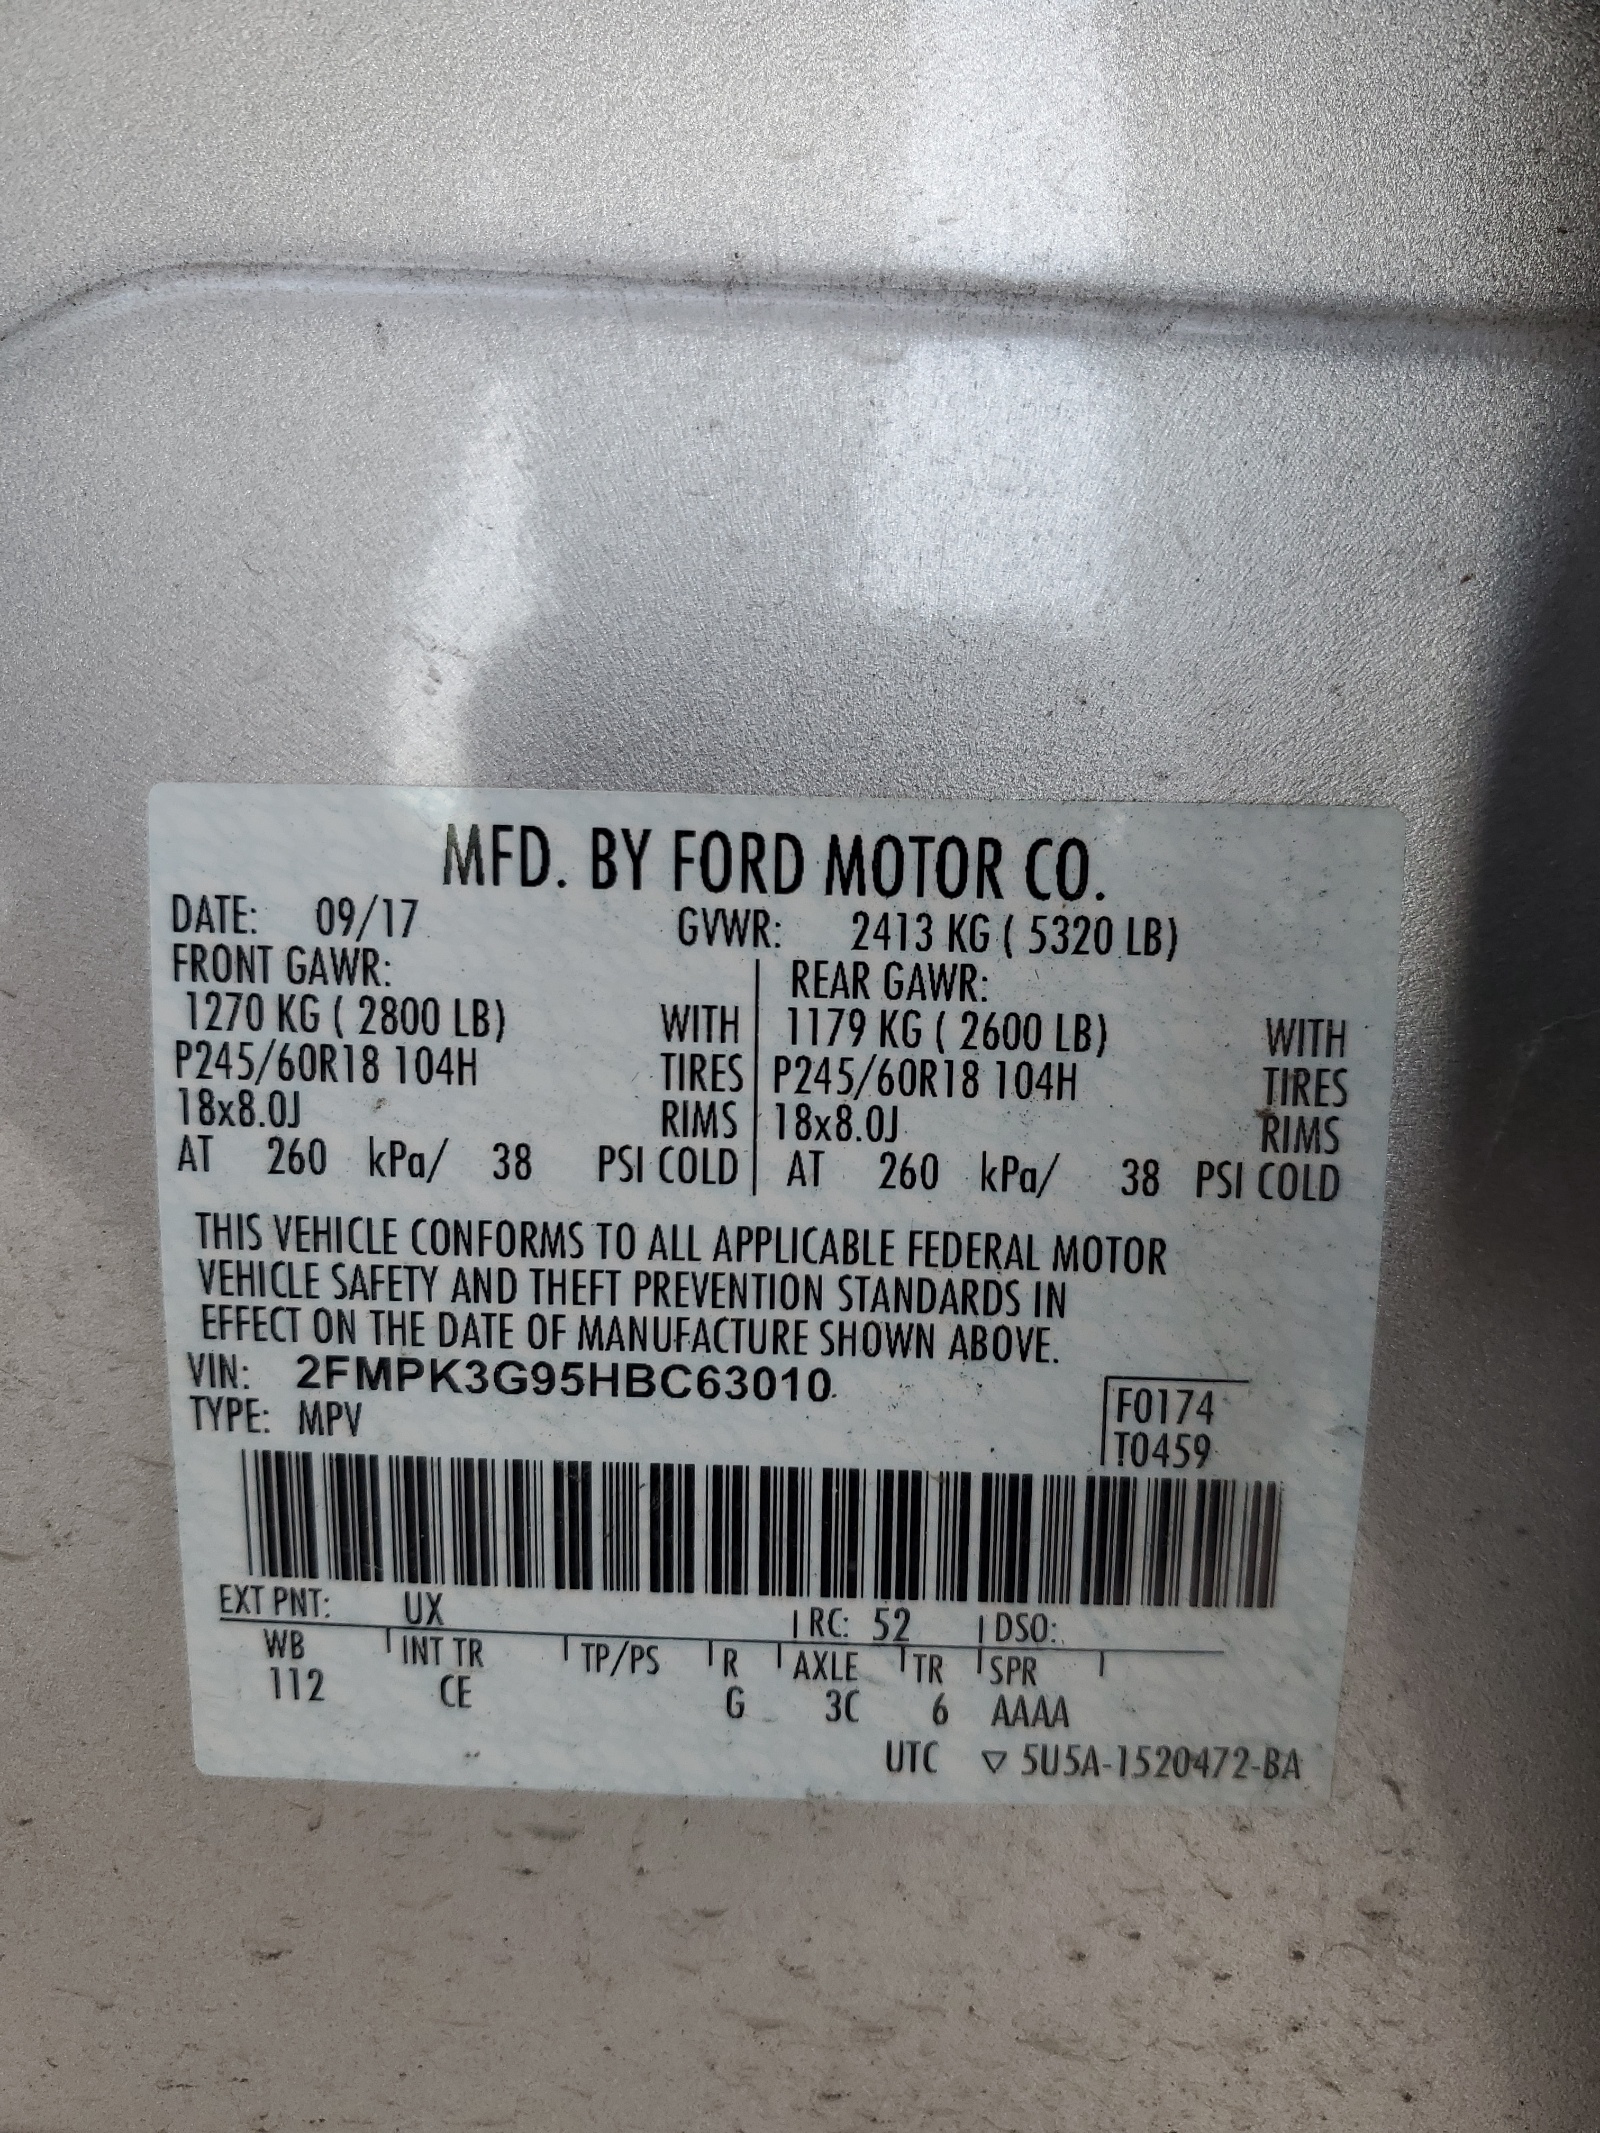 MFD. BY FORD MOTOR CO.
DATE: 09/17 GVWR: 2413 KG ( 5320 LB)
FRONT GAWR: REAR GAWR:
1270 KG ( 2800 LB) WITH 1179 KG ( 2600 LB) WITH
P245/60R18 104H TIRES P245/60R18 104H TIRES
18x8.0J RIMS 18x8.0J RIMS
AT 260 kPa/ 38 PSI COLD AT 260 kPa/ 38 PSI COLD
THIS VEHICLE CONFORMS TO ALL APPLICABLE FEDERAL MOTOR
VEHICLE SAFETY AND THEFT PREVENTION STANDARDS IN
EFFECT ON THE DATE OF MANUFACTURE SHOWN ABOVE.
VIN: 2FMPK3G95HBC63010
TYPE: MPV
F0174
T0459
EXT PNT: UX RC: 52 DSO:
WB INT TR TP/PS R AXLE TR SPR
112 CE G 3C 6 AAAA
UTC ▽ 5U5A-1520472-BA